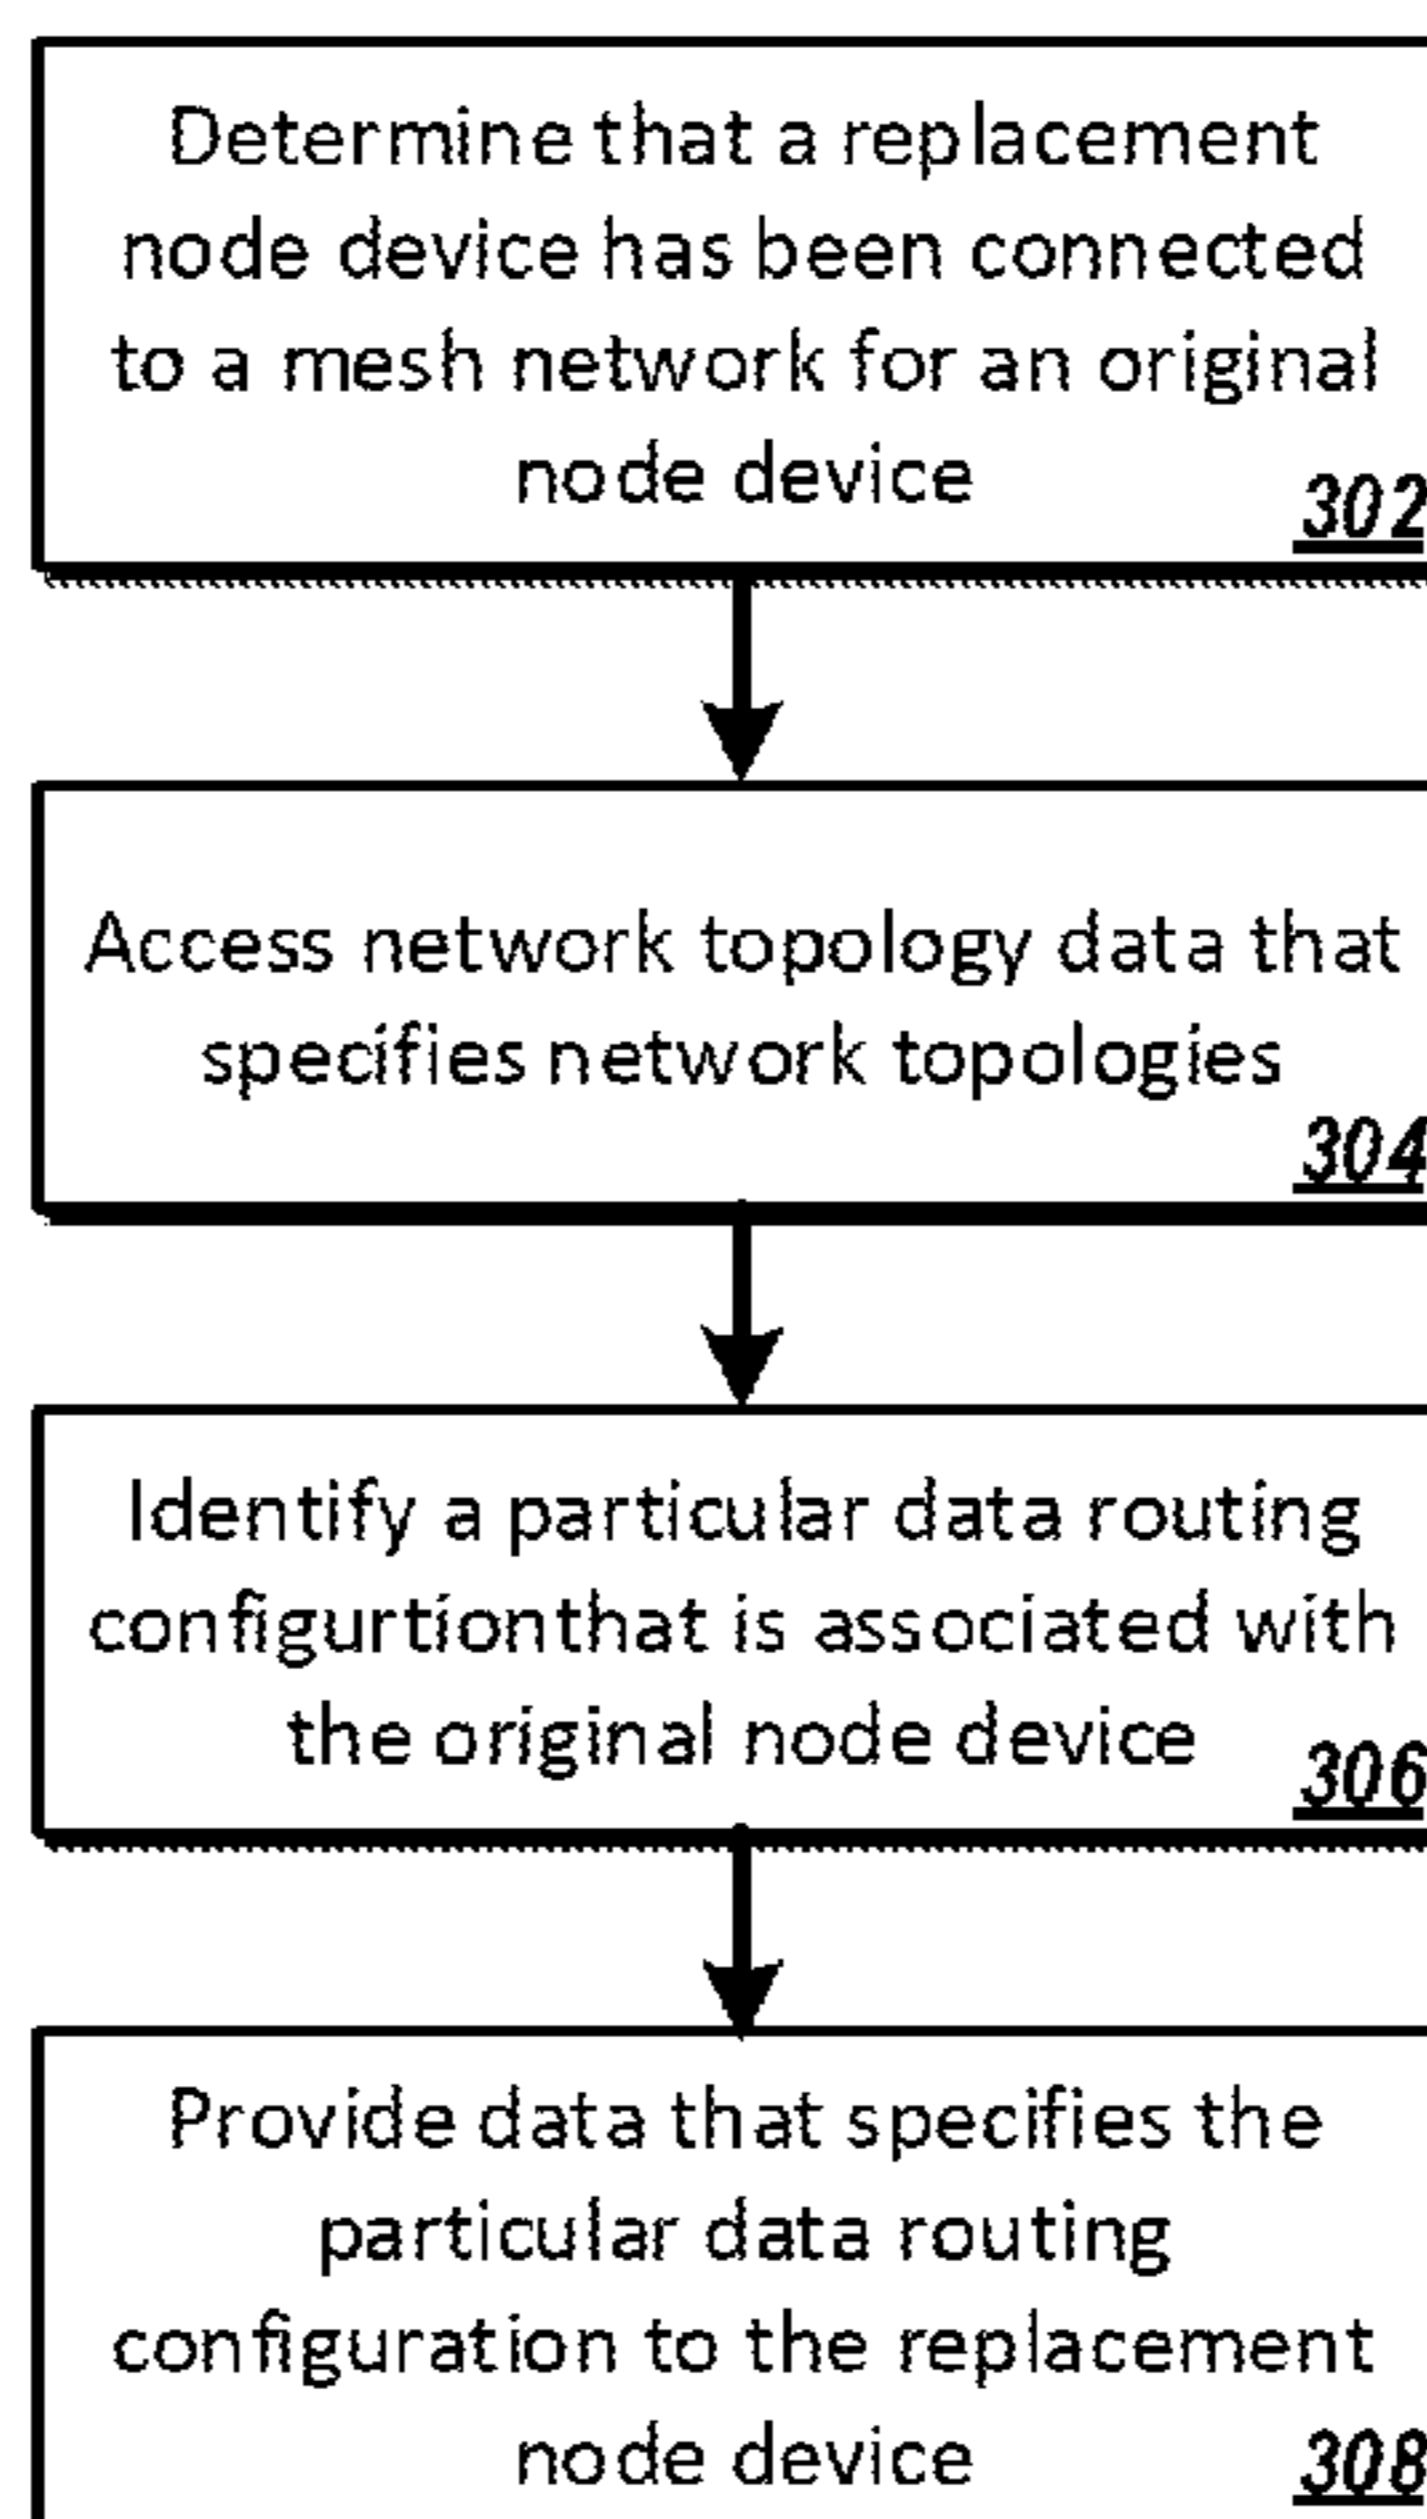 Determine that a replacement
node device has been connected
to a mesh network for an original
node device
302
Access network topology data that
specifies network topologies
304
Identify a particular data routing
configurtionthat is associated with
the original node device
306
Provide data that specifies the
particular data routing
configuration to the replacement
node device
308